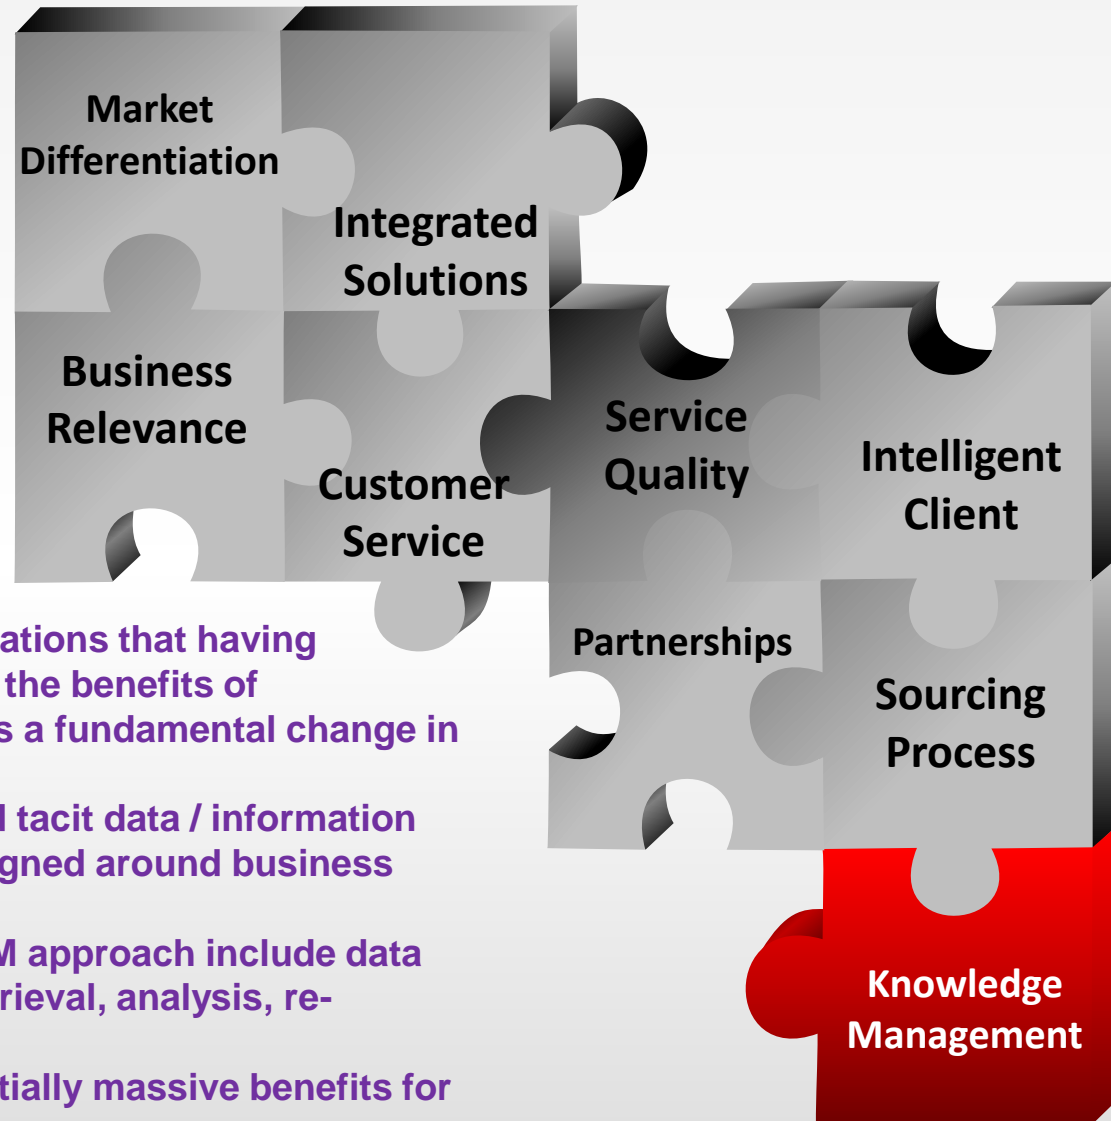 Market
Differentiation
Integrated
Solutions
Business
Relevance
Customer
Service
Service
Quality
Intelligent
Client
Partnerships
Sourcing
Process
Knowledge
Management
ations that having
the benefits of
s a fundamental change in
tacit data / information
igned around business
M approach include data
rieval, analysis, re-
tially massive benefits for